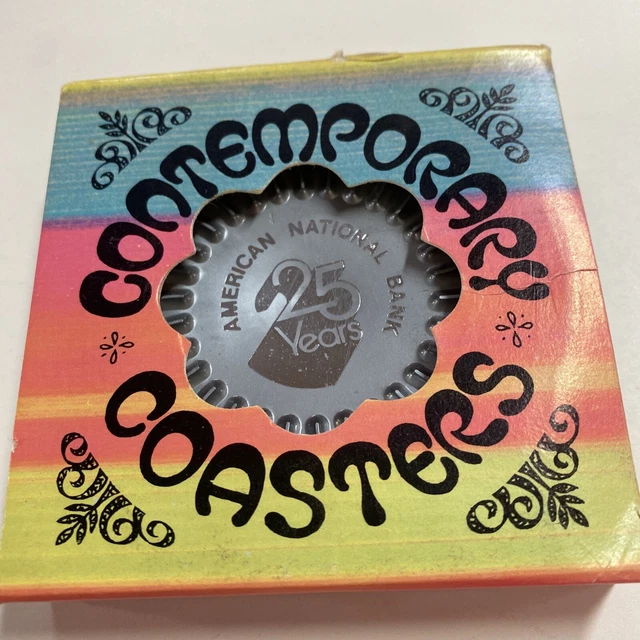 CONTEMPORARY
AMERICAN NATIONAL BANK
25
Years
COASTERS